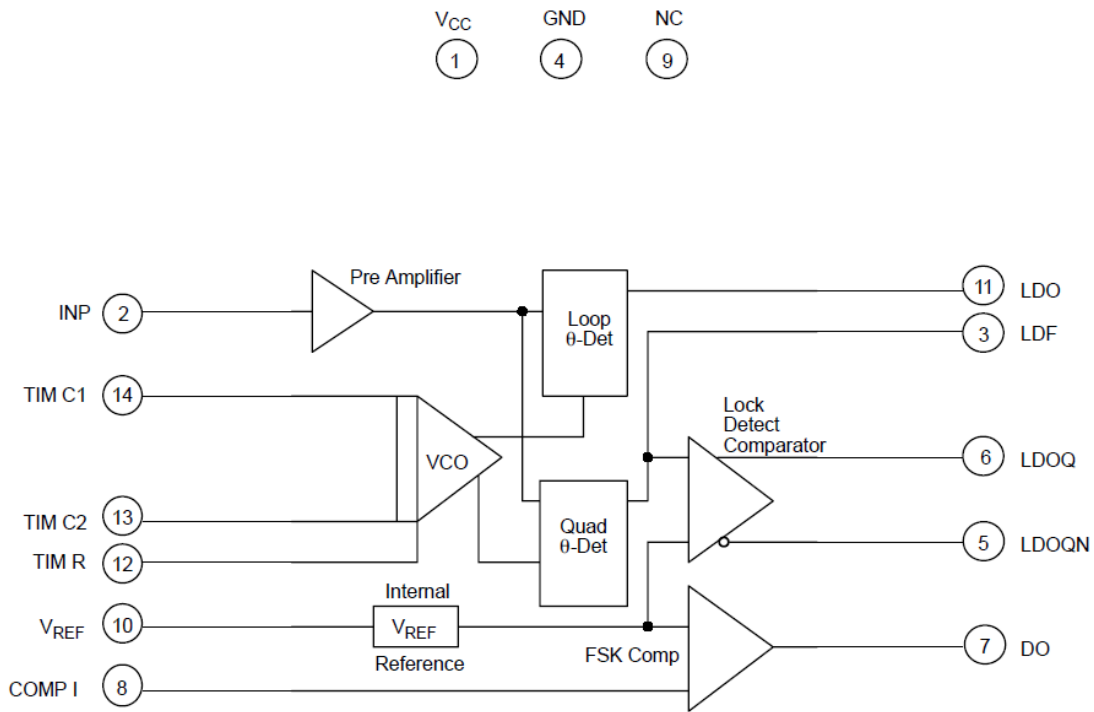 VCC GND NC
1 4 9
Pre Amplifier
INP 2
Loop
θ-Det
11 LDO
3 LDF
TIM C1 14
Lock
Detect
Comparator
VCO
6 LDOQ
TIM C2 13
Quad
θ-Det
5 LDOQN
TIM R 12
Internal
VREF 10
VREF
Reference
FSK Comp
7 DO
COMP I 8